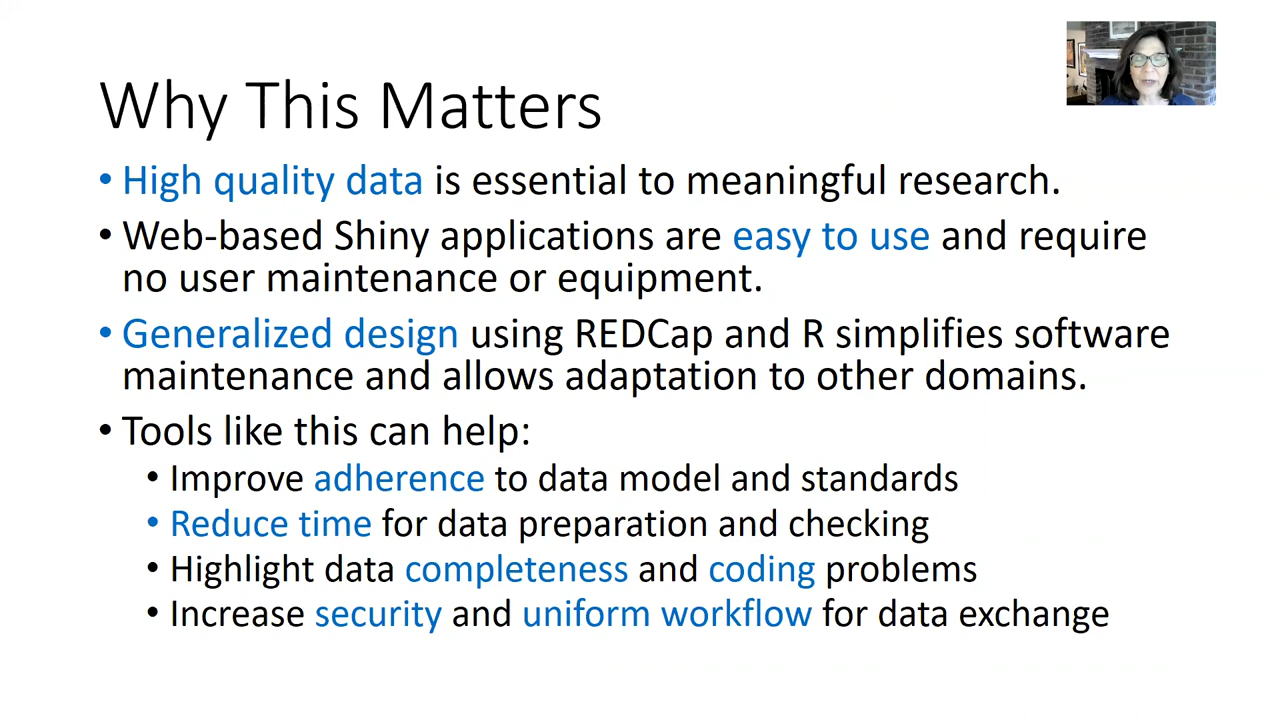 Why This Matters
• High quality data is essential to meaningful research.
• Web-based Shiny applications are easy to use and require
no user maintenance or equipment.
• Generalized design using REDCap and R simplifies software
maintenance and allows adaptation to other domains.
• Tools like this can help:
• Improve adherence to data model and standards
• Reduce time for data preparation and checking
• Highlight data completeness and coding problems
• Increase security and uniform workflow for data exchange